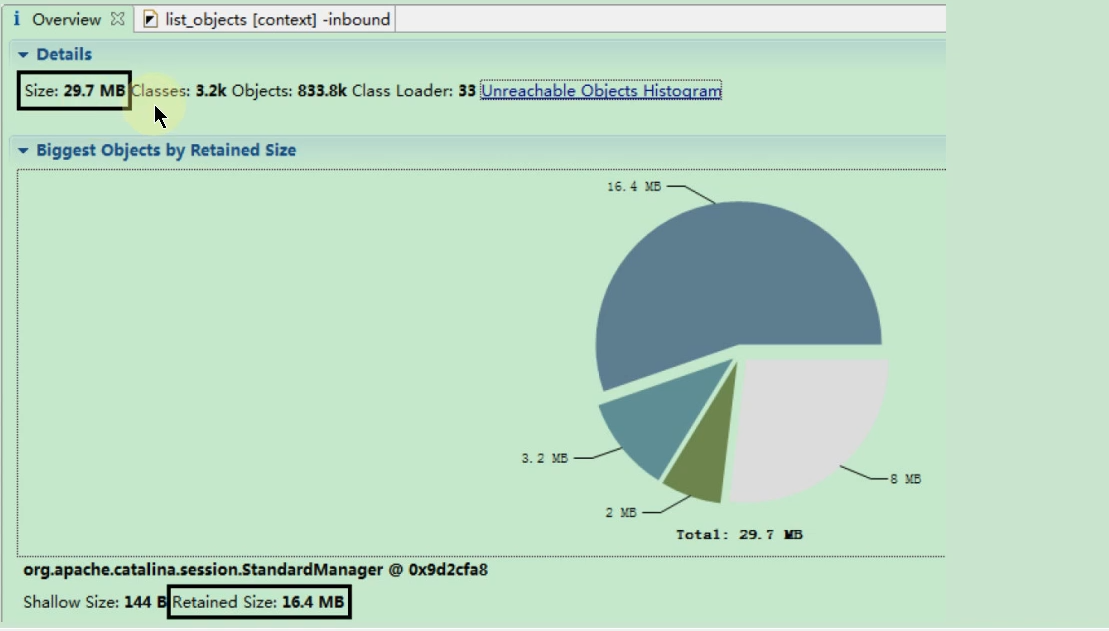 i Overview list_objects [context] -inbound
Details
Size: 29.7 MB Classes: 3.2k Objects: 833.8k Class Loader: 33 Unreachable Objects Histogram
Biggest Objects by Retained Size
16.4 MB
3.2 MB
8 MB
2 MB
Total: 29.7 MB
org.apache.catalina.session.StandardManager @ 0x9d2cfa8
Shallow Size: 144 B Retained Size: 16.4 MB